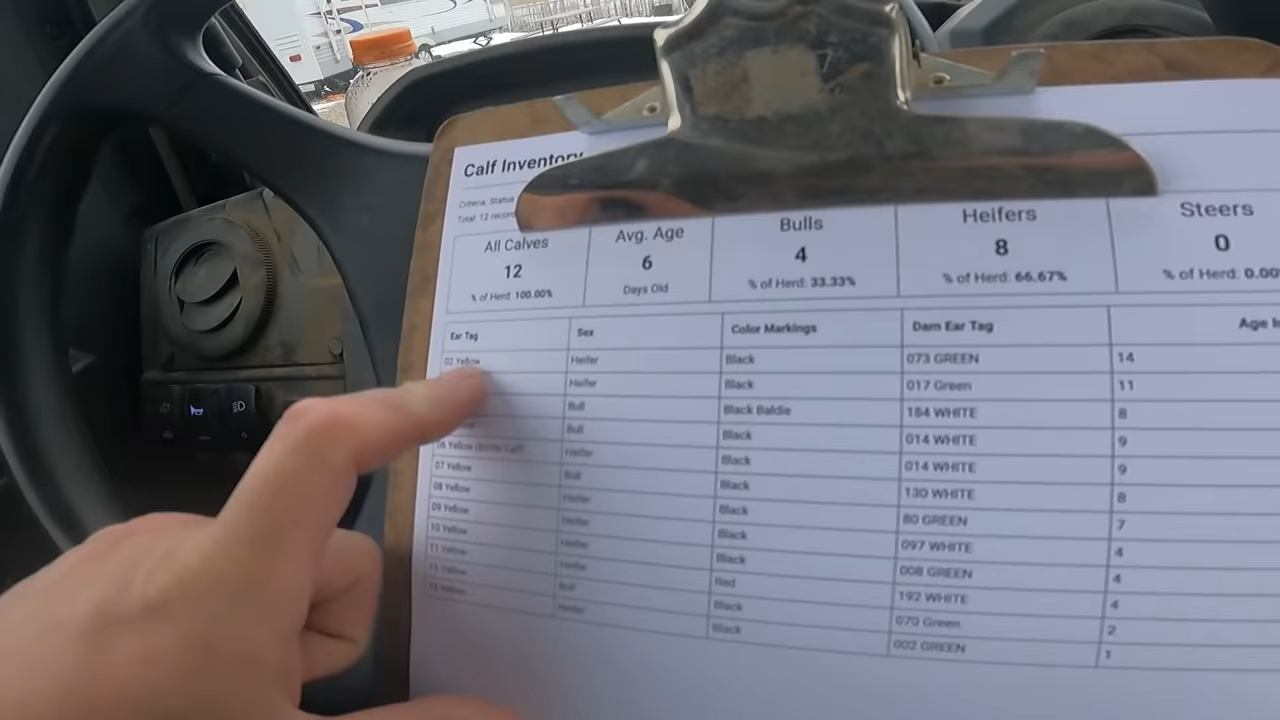 Calf Inventory
Criteria: Status
Total: 12 record
All Calves
12
% of Herd: 100.00%
Avg. Age
6
Days Old
Bulls
4
% of Herd: 33.33%
Heifers
8
% of Herd: 66.67%
Steers
0
% of Herd: 0.00
Ear Tag Sex Color Markings Dam Ear Tag Age
02 Yellow Heifer Black 073 GREEN 14
Heifer Black 017 Green 11
Bull Black Baldie 184 WHITE 8
Bull Black 014 WHITE 9
06 Yellow Heifer Black 014 WHITE 9
07 Yellow Bull Black 130 WHITE 8
08 Yellow Heifer Black 80 GREEN 7
09 Yellow Heifer Black 097 WHITE 4
10 Yellow Heifer Black 008 GREEN 4
11 Yellow Heifer Red 192 WHITE 4
Yellow Bull Black 070 Green 2
Yellow Heifer Black 002 GREEN 1